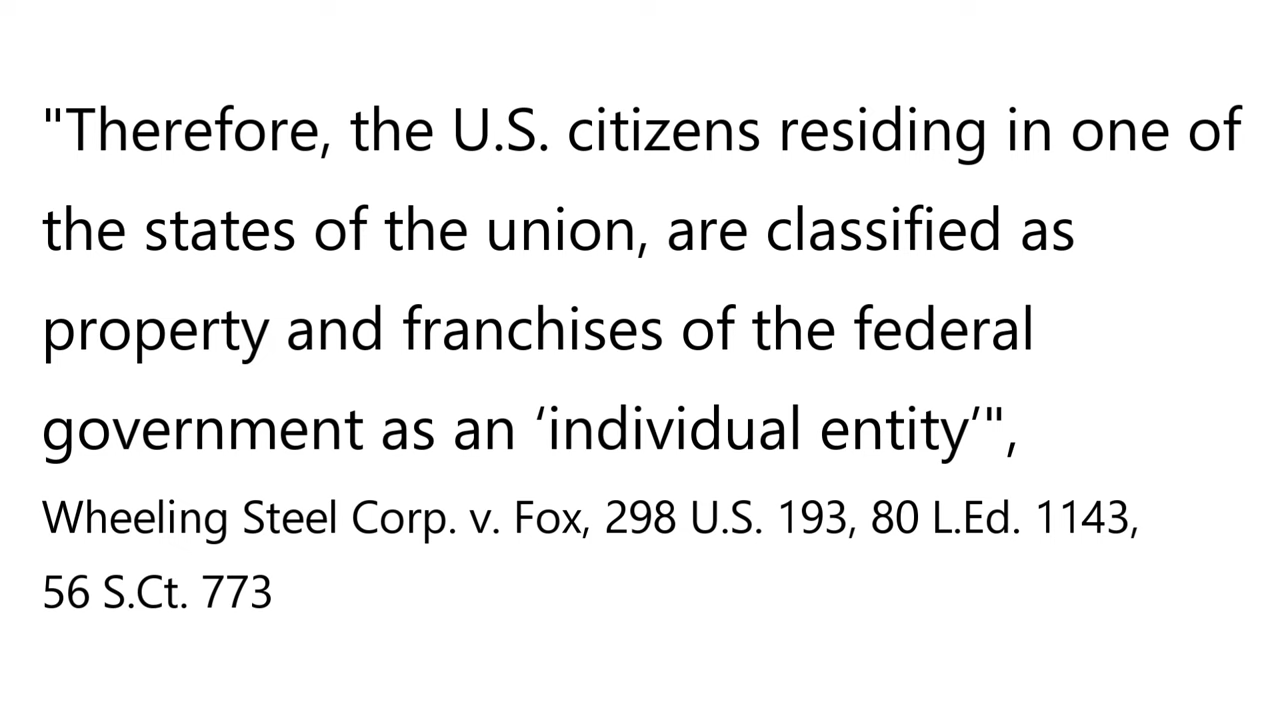 "Therefore, the U.S. citizens residing in one of
the states of the union, are classified as
property and franchises of the federal
government as an ‘individual entity’",
Wheeling Steel Corp. v. Fox, 298 U.S. 193, 80 L.Ed. 1143,
56 S.Ct. 773